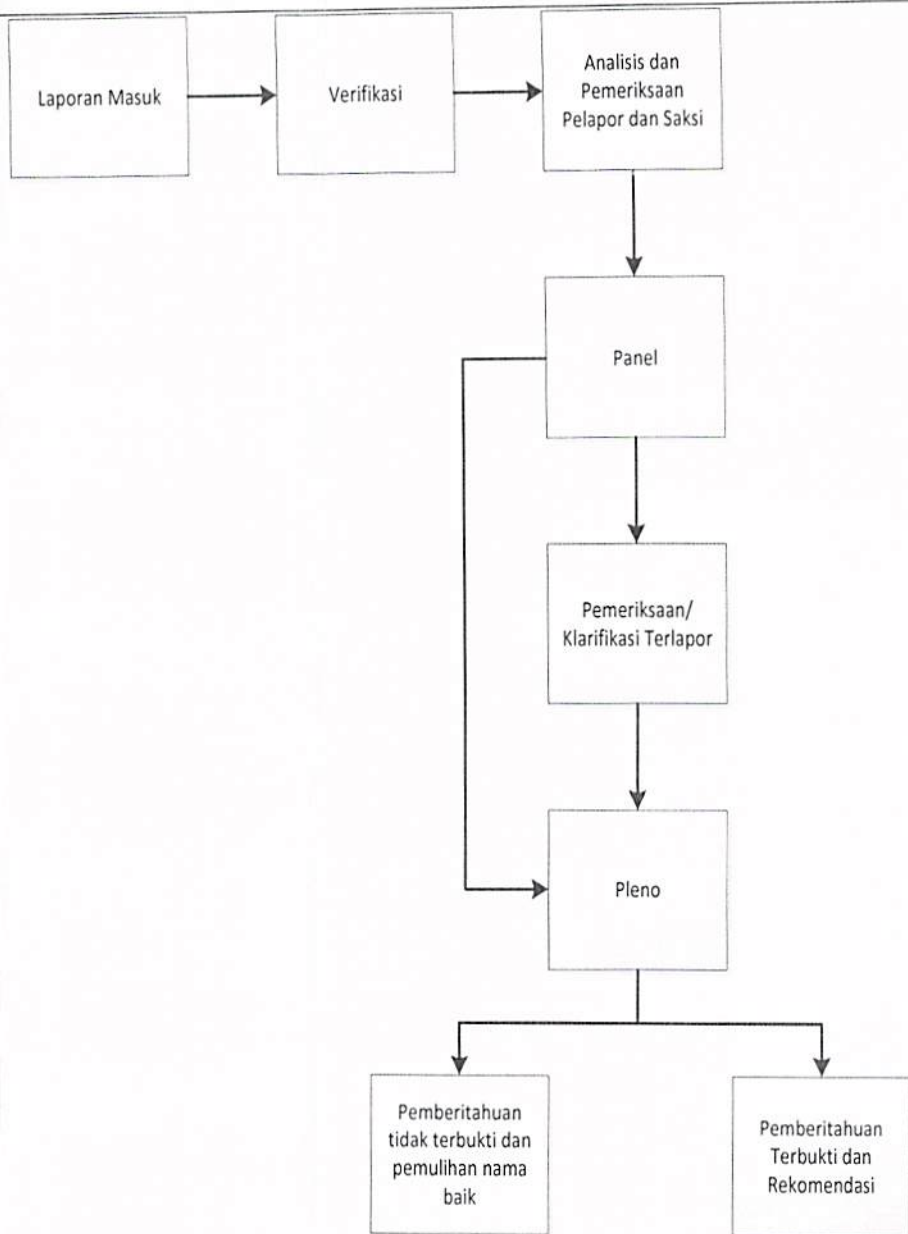 Laporan Masuk
Verifikasi
Analisis dan
Pemeriksaan
Pelapor dan Saksi
Panel
Pemeriksaan/
Klarifikasi Terlapor
Pleno
Pemberitahuan
tidak terbukti dan
pemulihan nama
baik
Pemberitahuan
Terbukti dan
Rekomendasi